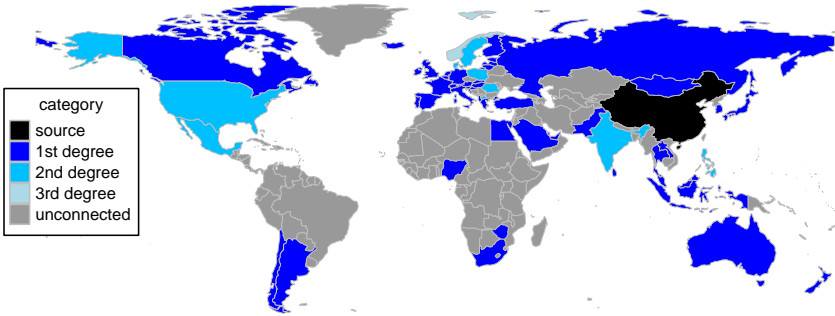 category
source
1st degree
2nd degree
3rd degree
unconnected